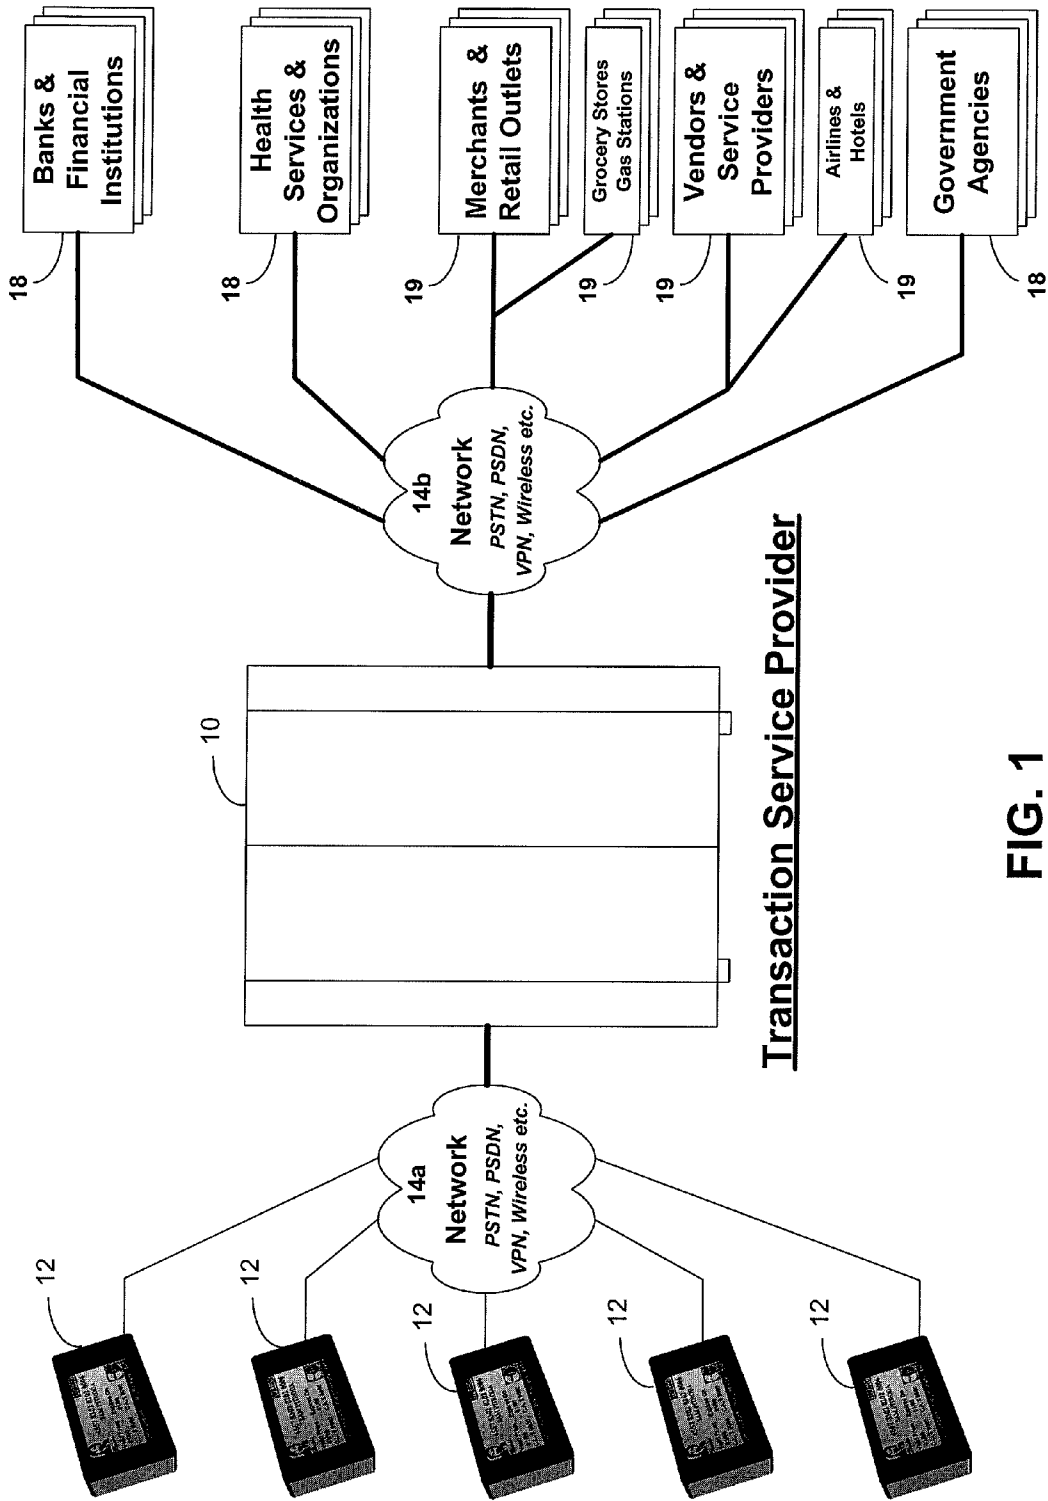 Banks &
Financial
Institutions
18
Health
Services &
Organizations
18
Merchants &
Retail Outlets
19
Grocery Stores
Gas Stations
19
Vendors &
Service
Providers
19
Airlines &
Hotels
19
Government
Agencies
18
14b
Network
PSTN, PSDN,
VPN, Wireless etc.
10
Transaction Service Provider
14a
Network
PSTN, PSDN,
VPN, Wireless etc.
12
12
12
12
12
FIG. 1